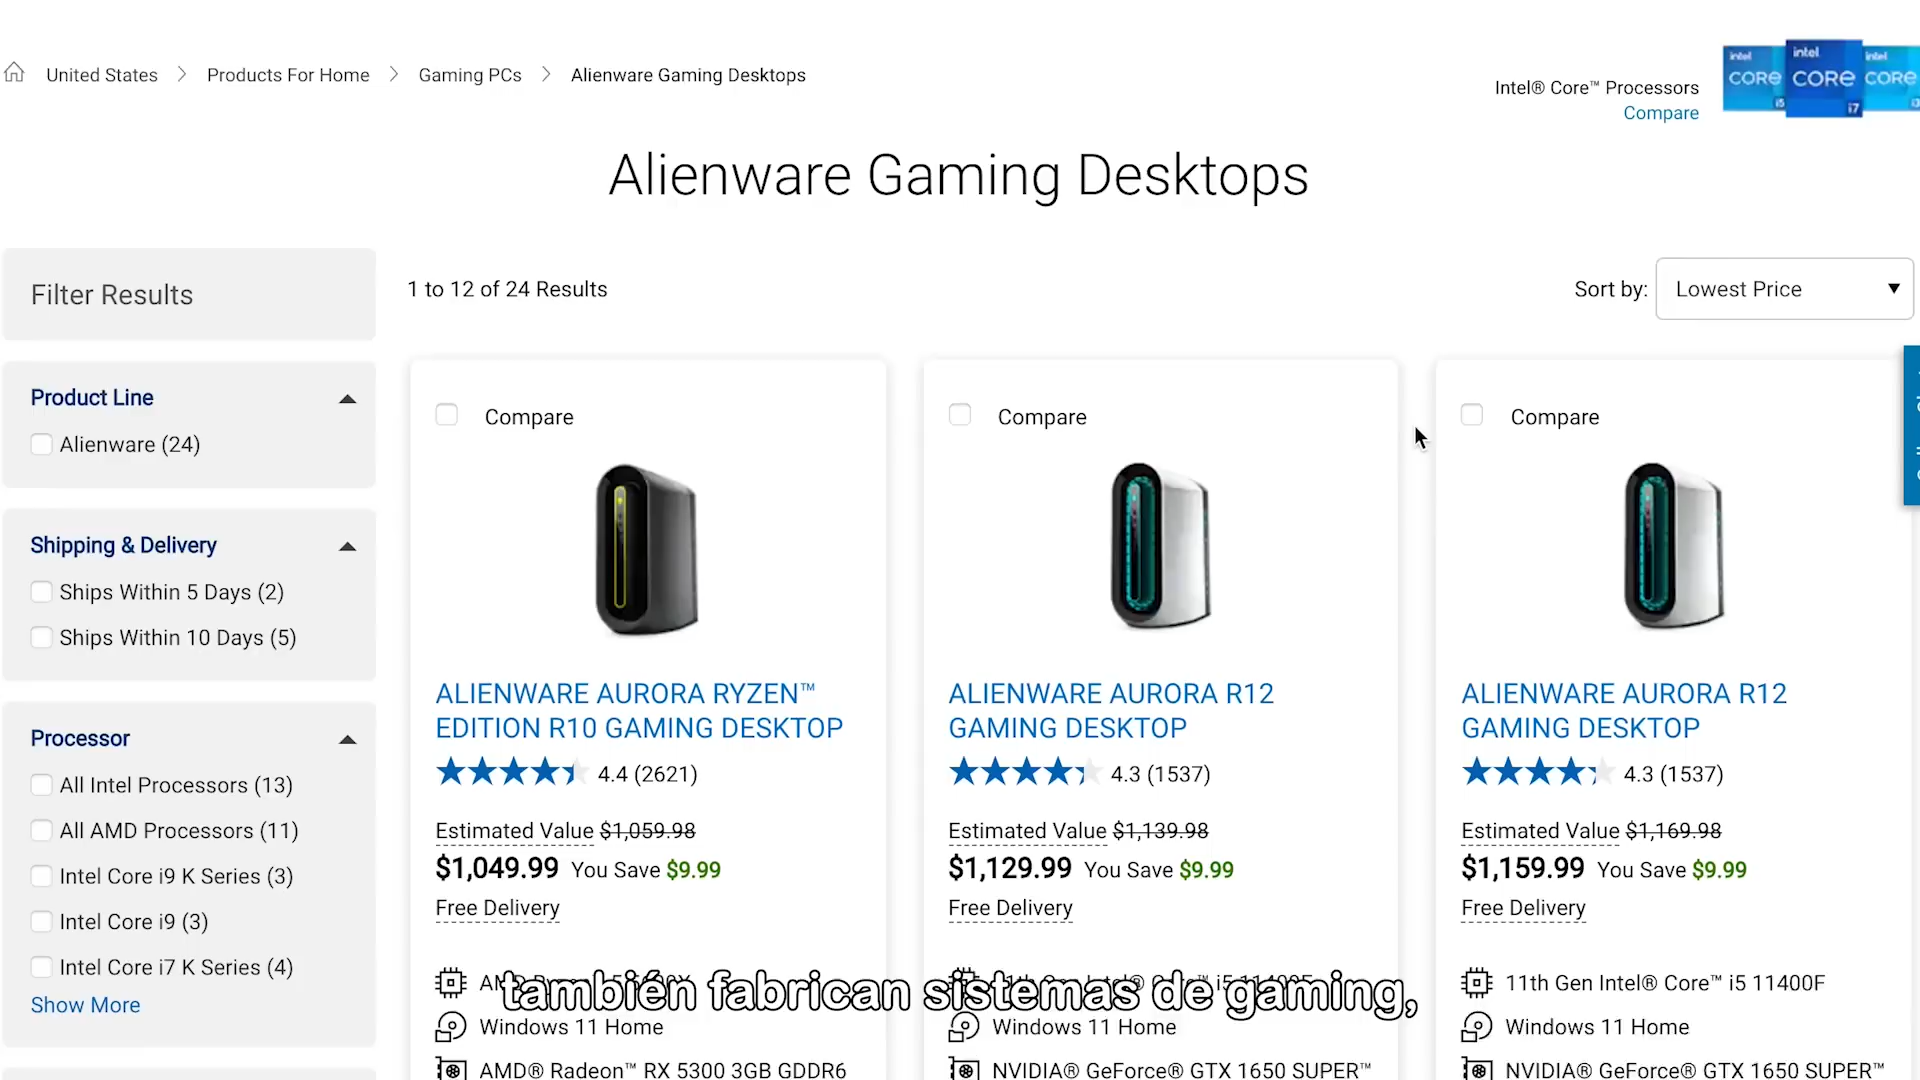 United States
Products For Home
Gaming PCs
Alienware Gaming Desktops
Intel® Core™ Processors
Compare
intel CORE i5
intel CORE i7
intel CORE
Alienware Gaming Desktops
Filter Results
1 to 12 of 24 Results
Sort by:
Lowest Price
Product Line
Alienware (24)
Shipping & Delivery
Ships Within 5 Days (2)
Ships Within 10 Days (5)
Processor
All Intel Processors (13)
All AMD Processors (11)
Intel Core i9 K Series (3)
Intel Core i9 (3)
Intel Core i7 K Series (4)
Show More
Compare
ALIENWARE AURORA RYZEN™
EDITION R10 GAMING DESKTOP
4.4 (2621)
Estimated Value $1,059.98
$1,049.99 You Save $9.99
Free Delivery
Windows 11 Home
AMD® Radeon™ RX 5300 3GB GDDR6
Compare
ALIENWARE AURORA R12
GAMING DESKTOP
4.3 (1537)
Estimated Value $1,139.98
$1,129.99 You Save $9.99
Free Delivery
Windows 11 Home
NVIDIA® GeForce® GTX 1650 SUPER™
Compare
ALIENWARE AURORA R12
GAMING DESKTOP
4.3 (1537)
Estimated Value $1,169.98
$1,159.99 You Save $9.99
Free Delivery
11th Gen Intel® Core™ i5 11400F
Windows 11 Home
NVIDIA® GeForce® GTX 1650 SUPER™
también fabrican sistemas de gaming,